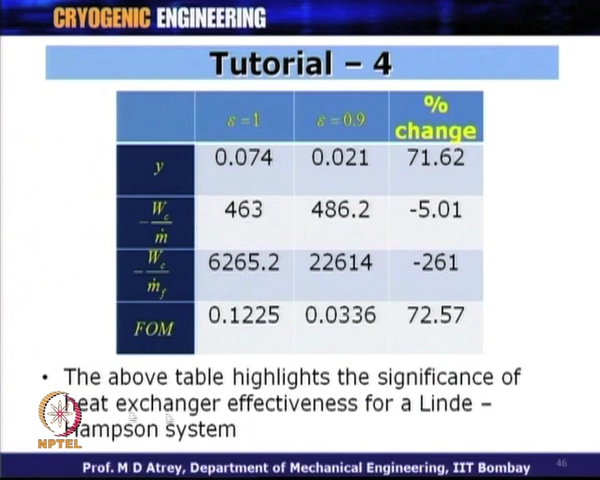 CRYOGENIC ENGINEERING
Tutorial – 4
ε = 1 ε = 0.9 % change
y 0.074 0.021 71.62
-W_c/ṁ 463 486.2 -5.01
-W_c/ṁ_f 6265.2 22614 -261
FOM 0.1225 0.0336 72.57
• The above table highlights the significance of
heat exchanger effectiveness for a Linde –
Hampson system
NPTEL
Prof. M D Atrey, Department of Mechanical Engineering, IIT Bombay 46